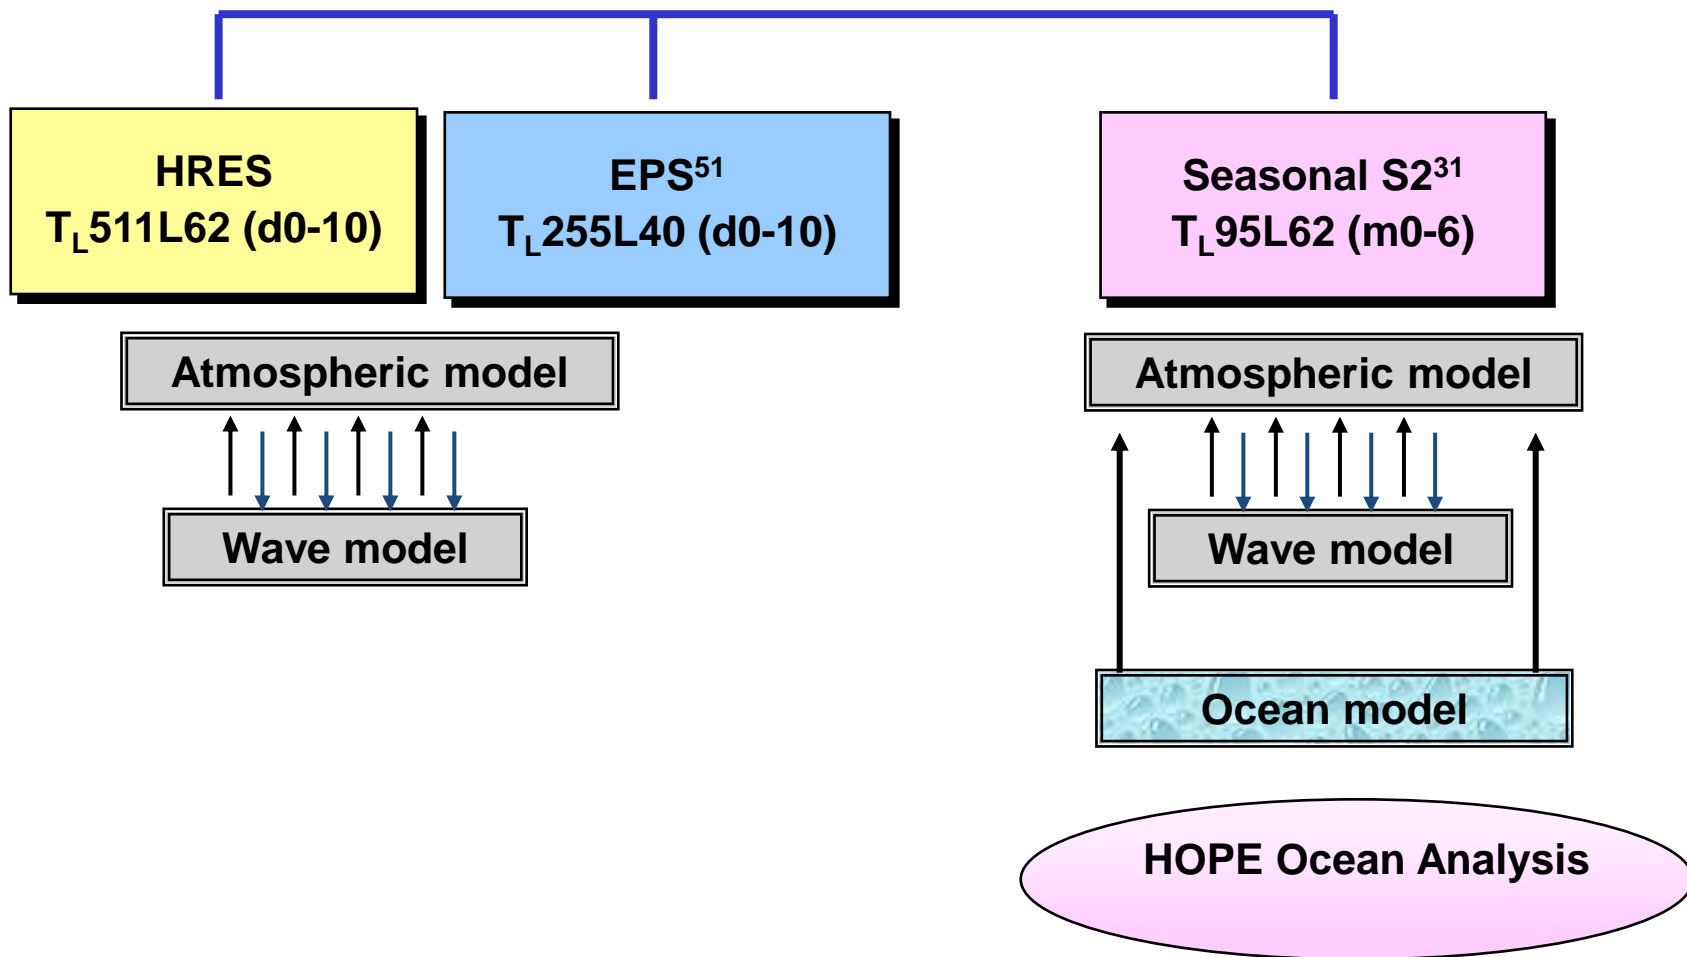 HRES
TL511L62 (d0-10)
EPS51
TL255L40 (d0-10)
Seasonal S231
TL95L62 (m0-6)
Atmospheric model
Wave model
Atmospheric model
Wave model
Ocean model
HOPE Ocean Analysis